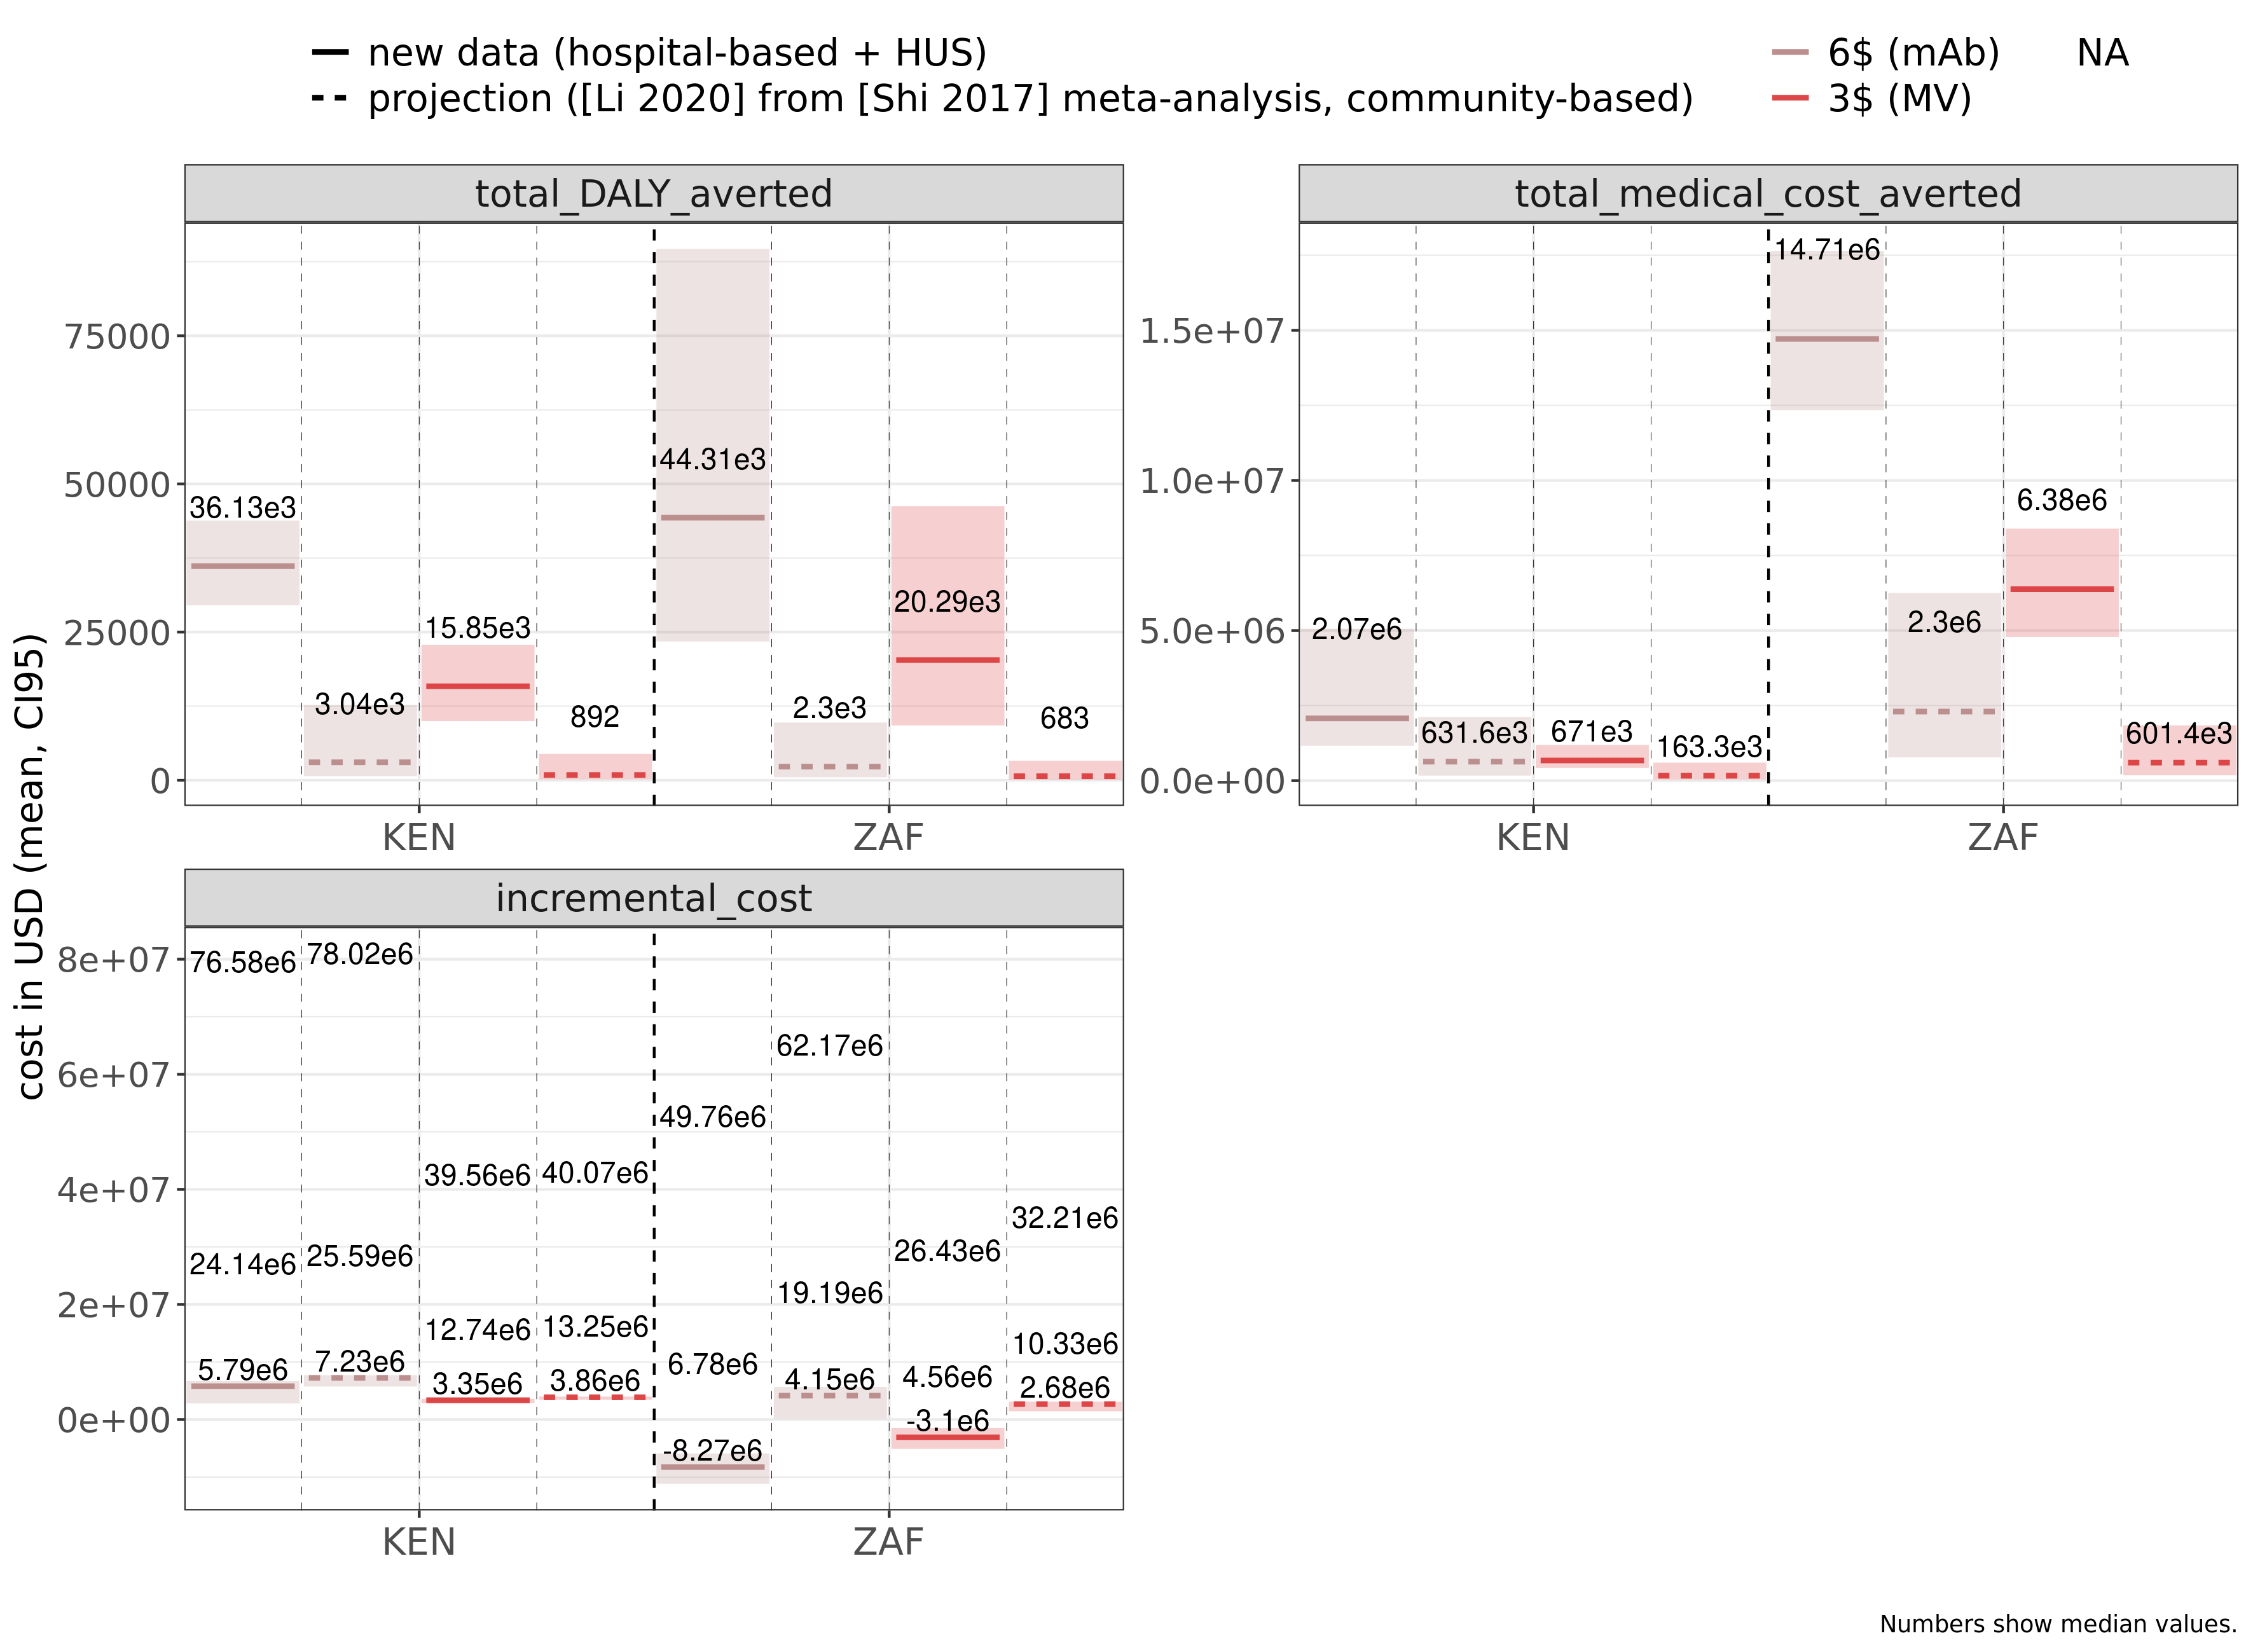 new data (hospital-based + HUS)
projection ([Li 2020] from [Shi 2017] meta-analysis, community-based)
6$ (mAb)
3$ (MV)
NA
cost in USD (mean, CI95)
total_DALY_averted
75000
50000
25000
0
36.13e3
3.04e3
15.85e3
892
44.31e3
2.3e3
20.29e3
683
KEN
ZAF
total_medical_cost_averted
1.5e+07
1.0e+07
5.0e+06
0.0e+00
2.07e6
631.6e3
671e3
163.3e3
14.71e6
2.3e6
6.38e6
601.4e3
KEN
ZAF
incremental_cost
8e+07
6e+07
4e+07
2e+07
0e+00
76.58e6
24.14e6
5.79e6
78.02e6
25.59e6
7.23e6
39.56e6
12.74e6
3.35e6
40.07e6
13.25e6
3.86e6
49.76e6
6.78e6
-8.27e6
62.17e6
19.19e6
4.15e6
26.43e6
4.56e6
-3.1e6
32.21e6
10.33e6
2.68e6
KEN
ZAF
Numbers show median values.